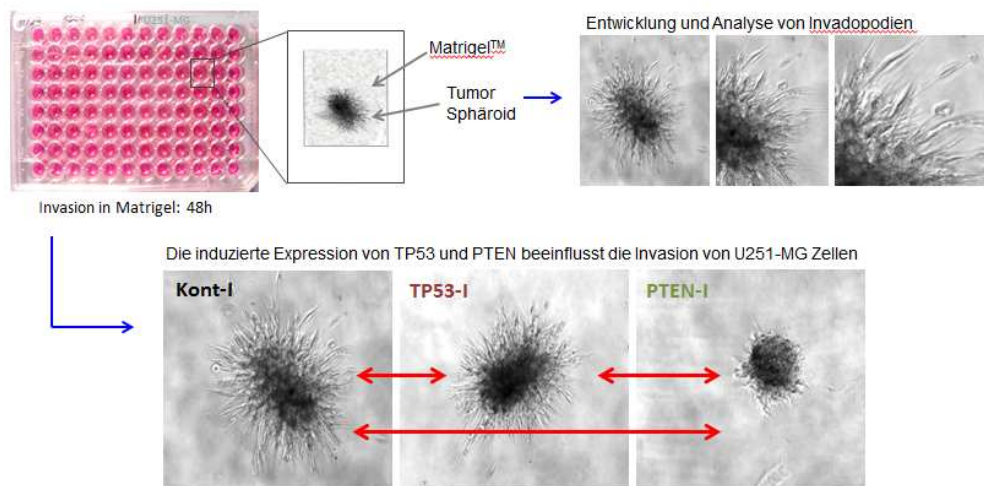 U251-MG
Entwicklung und Analyse von Invadopodien
Matrigel™
Tumor
Sphäroid
Invasion in Matrigel: 48h
Die induzierte Expression von TP53 und PTEN beeinflusst die Invasion von U251-MG Zellen
Kont-I
TP53-I
PTEN-I